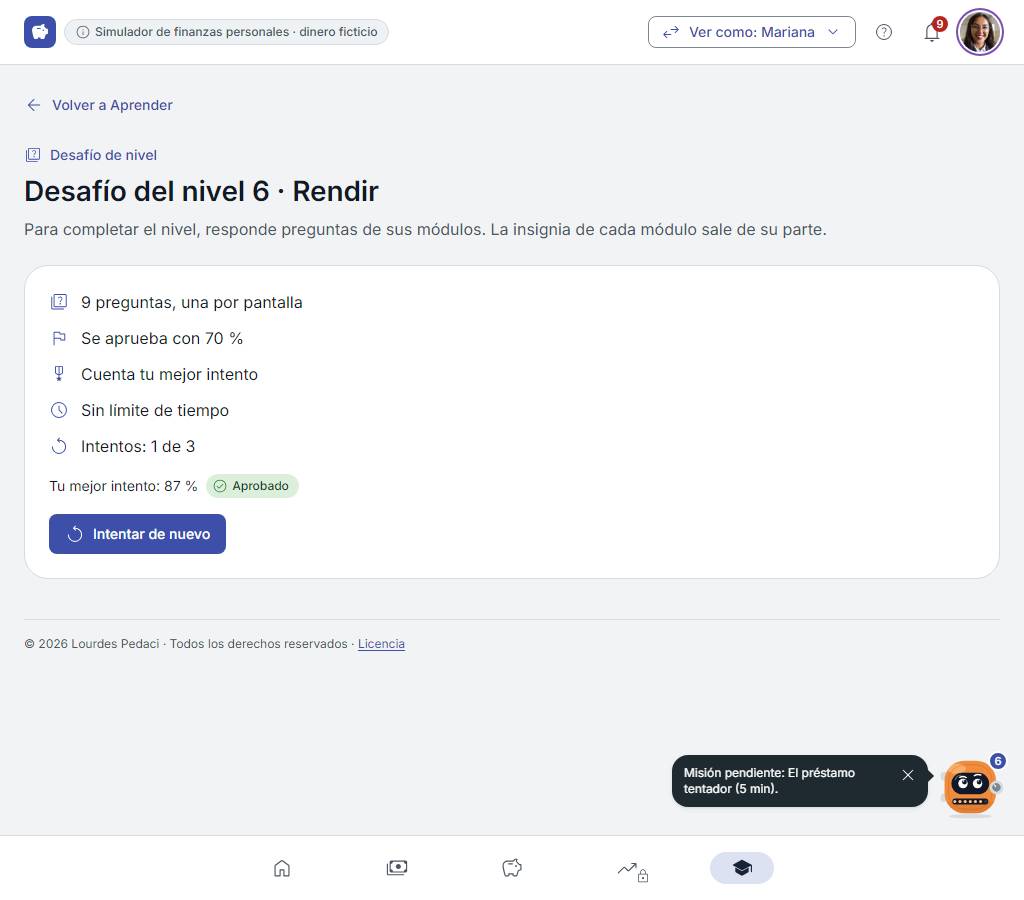 Simulador de finanzas personales · dinero ficticio
Ver como: Mariana
9
Volver a Aprender
Desafío de nivel
Desafío del nivel 6 · Rendir
Para completar el nivel, responde preguntas de sus módulos. La insignia de cada módulo sale de su parte.
9 preguntas, una por pantalla
Se aprueba con 70 %
Cuenta tu mejor intento
Sin límite de tiempo
Intentos: 1 de 3
Tu mejor intento: 87 % Aprobado
Intentar de nuevo
© 2026 Lourdes Pedaci · Todos los derechos reservados · Licencia
Misión pendiente: El préstamo
tentador (5 min).
6